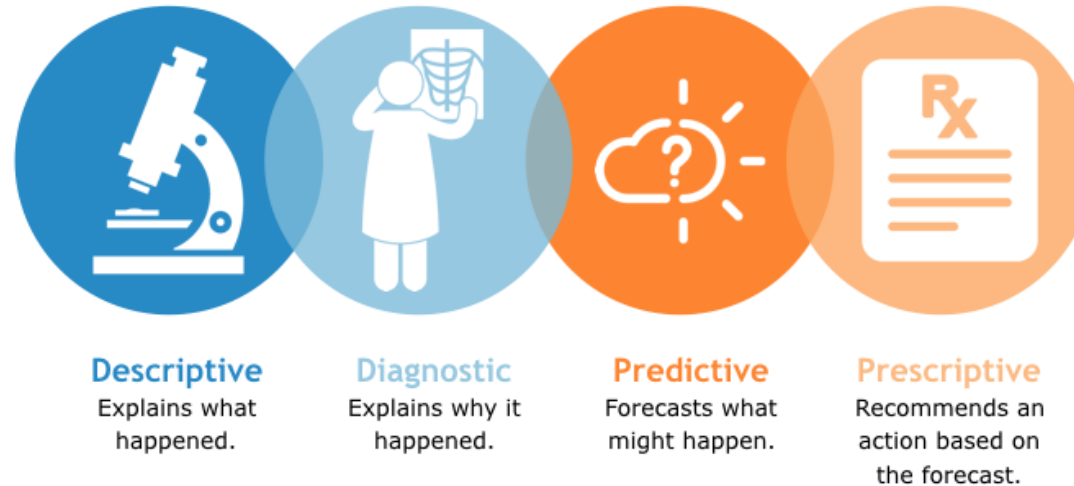 ?
Rx
Descriptive
Explains what
happened.
Diagnostic
Explains why it
happened.
Predictive
Forecasts what
might happen.
Prescriptive
Recommends an
action based on
the forecast.